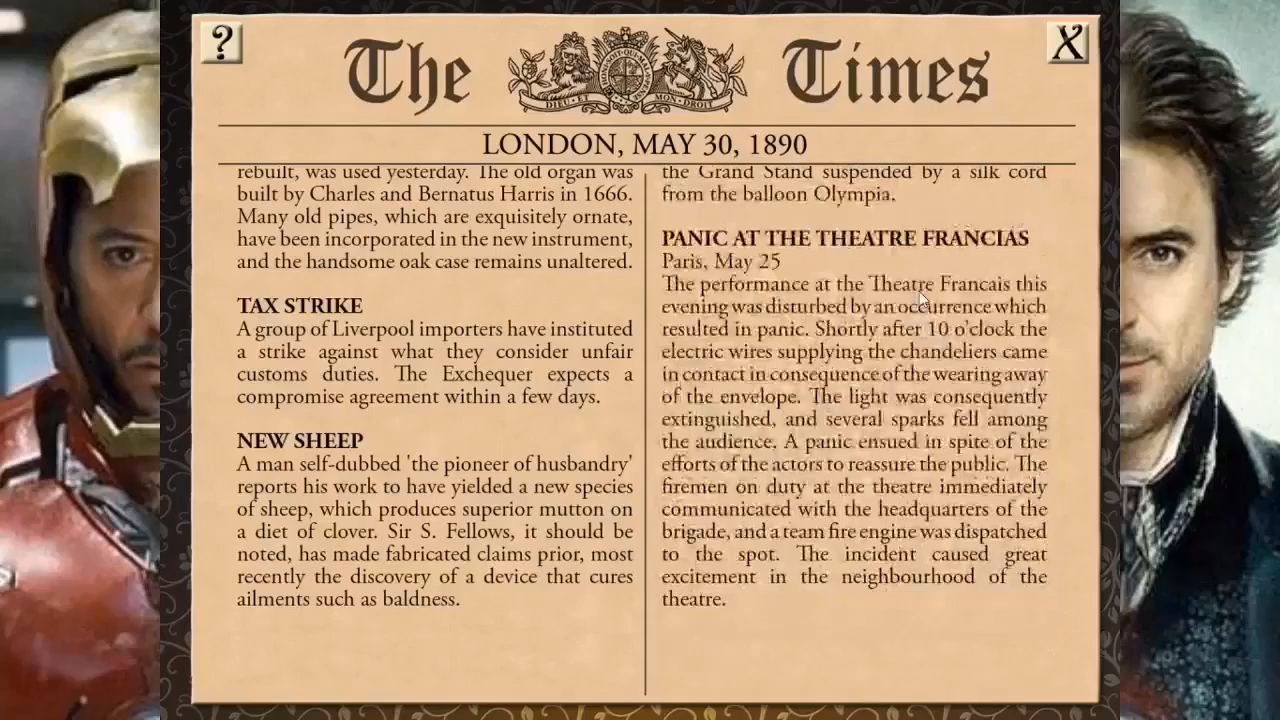 ?
The Times
X
DIEU · ET MON · DROIT
LONDON, MAY 30, 1890
rebuilt, was used yesterday. The old organ was
built by Charles and Bernatus Harris in 1666.
Many old pipes, which are exquisitely ornate,
have been incorporated in the new instrument,
and the handsome oak case remains unaltered.
TAX STRIKE
A group of Liverpool importers have instituted
a strike against what they consider unfair
customs duties. The Exchequer expects a
compromise agreement within a few days.
NEW SHEEP
A man self-dubbed 'the pioneer of husbandry'
reports his work to have yielded a new species
of sheep, which produces superior mutton on
a diet of clover. Sir S. Fellows, it should be
noted, has made fabricated claims prior, most
recently the discovery of a device that cures
ailments such as baldness.
the Grand Stand suspended by a silk cord
from the balloon Olympia.
PANIC AT THE THEATRE FRANCIAS
Paris, May 25
The performance at the Theatre Francais this
evening was disturbed by an occurrence which
resulted in panic. Shortly after 10 o'clock the
electric wires supplying the chandeliers came
in contact in consequence of the wearing away
of the envelope. The light was consequently
extinguished, and several sparks fell among
the audience. A panic ensued in spite of the
efforts of the actors to reassure the public. The
firemen on duty at the theatre immediately
communicated with the headquarters of the
brigade, and a team fire engine was dispatched
to the spot. The incident caused great
excitement in the neighbourhood of the
theatre.